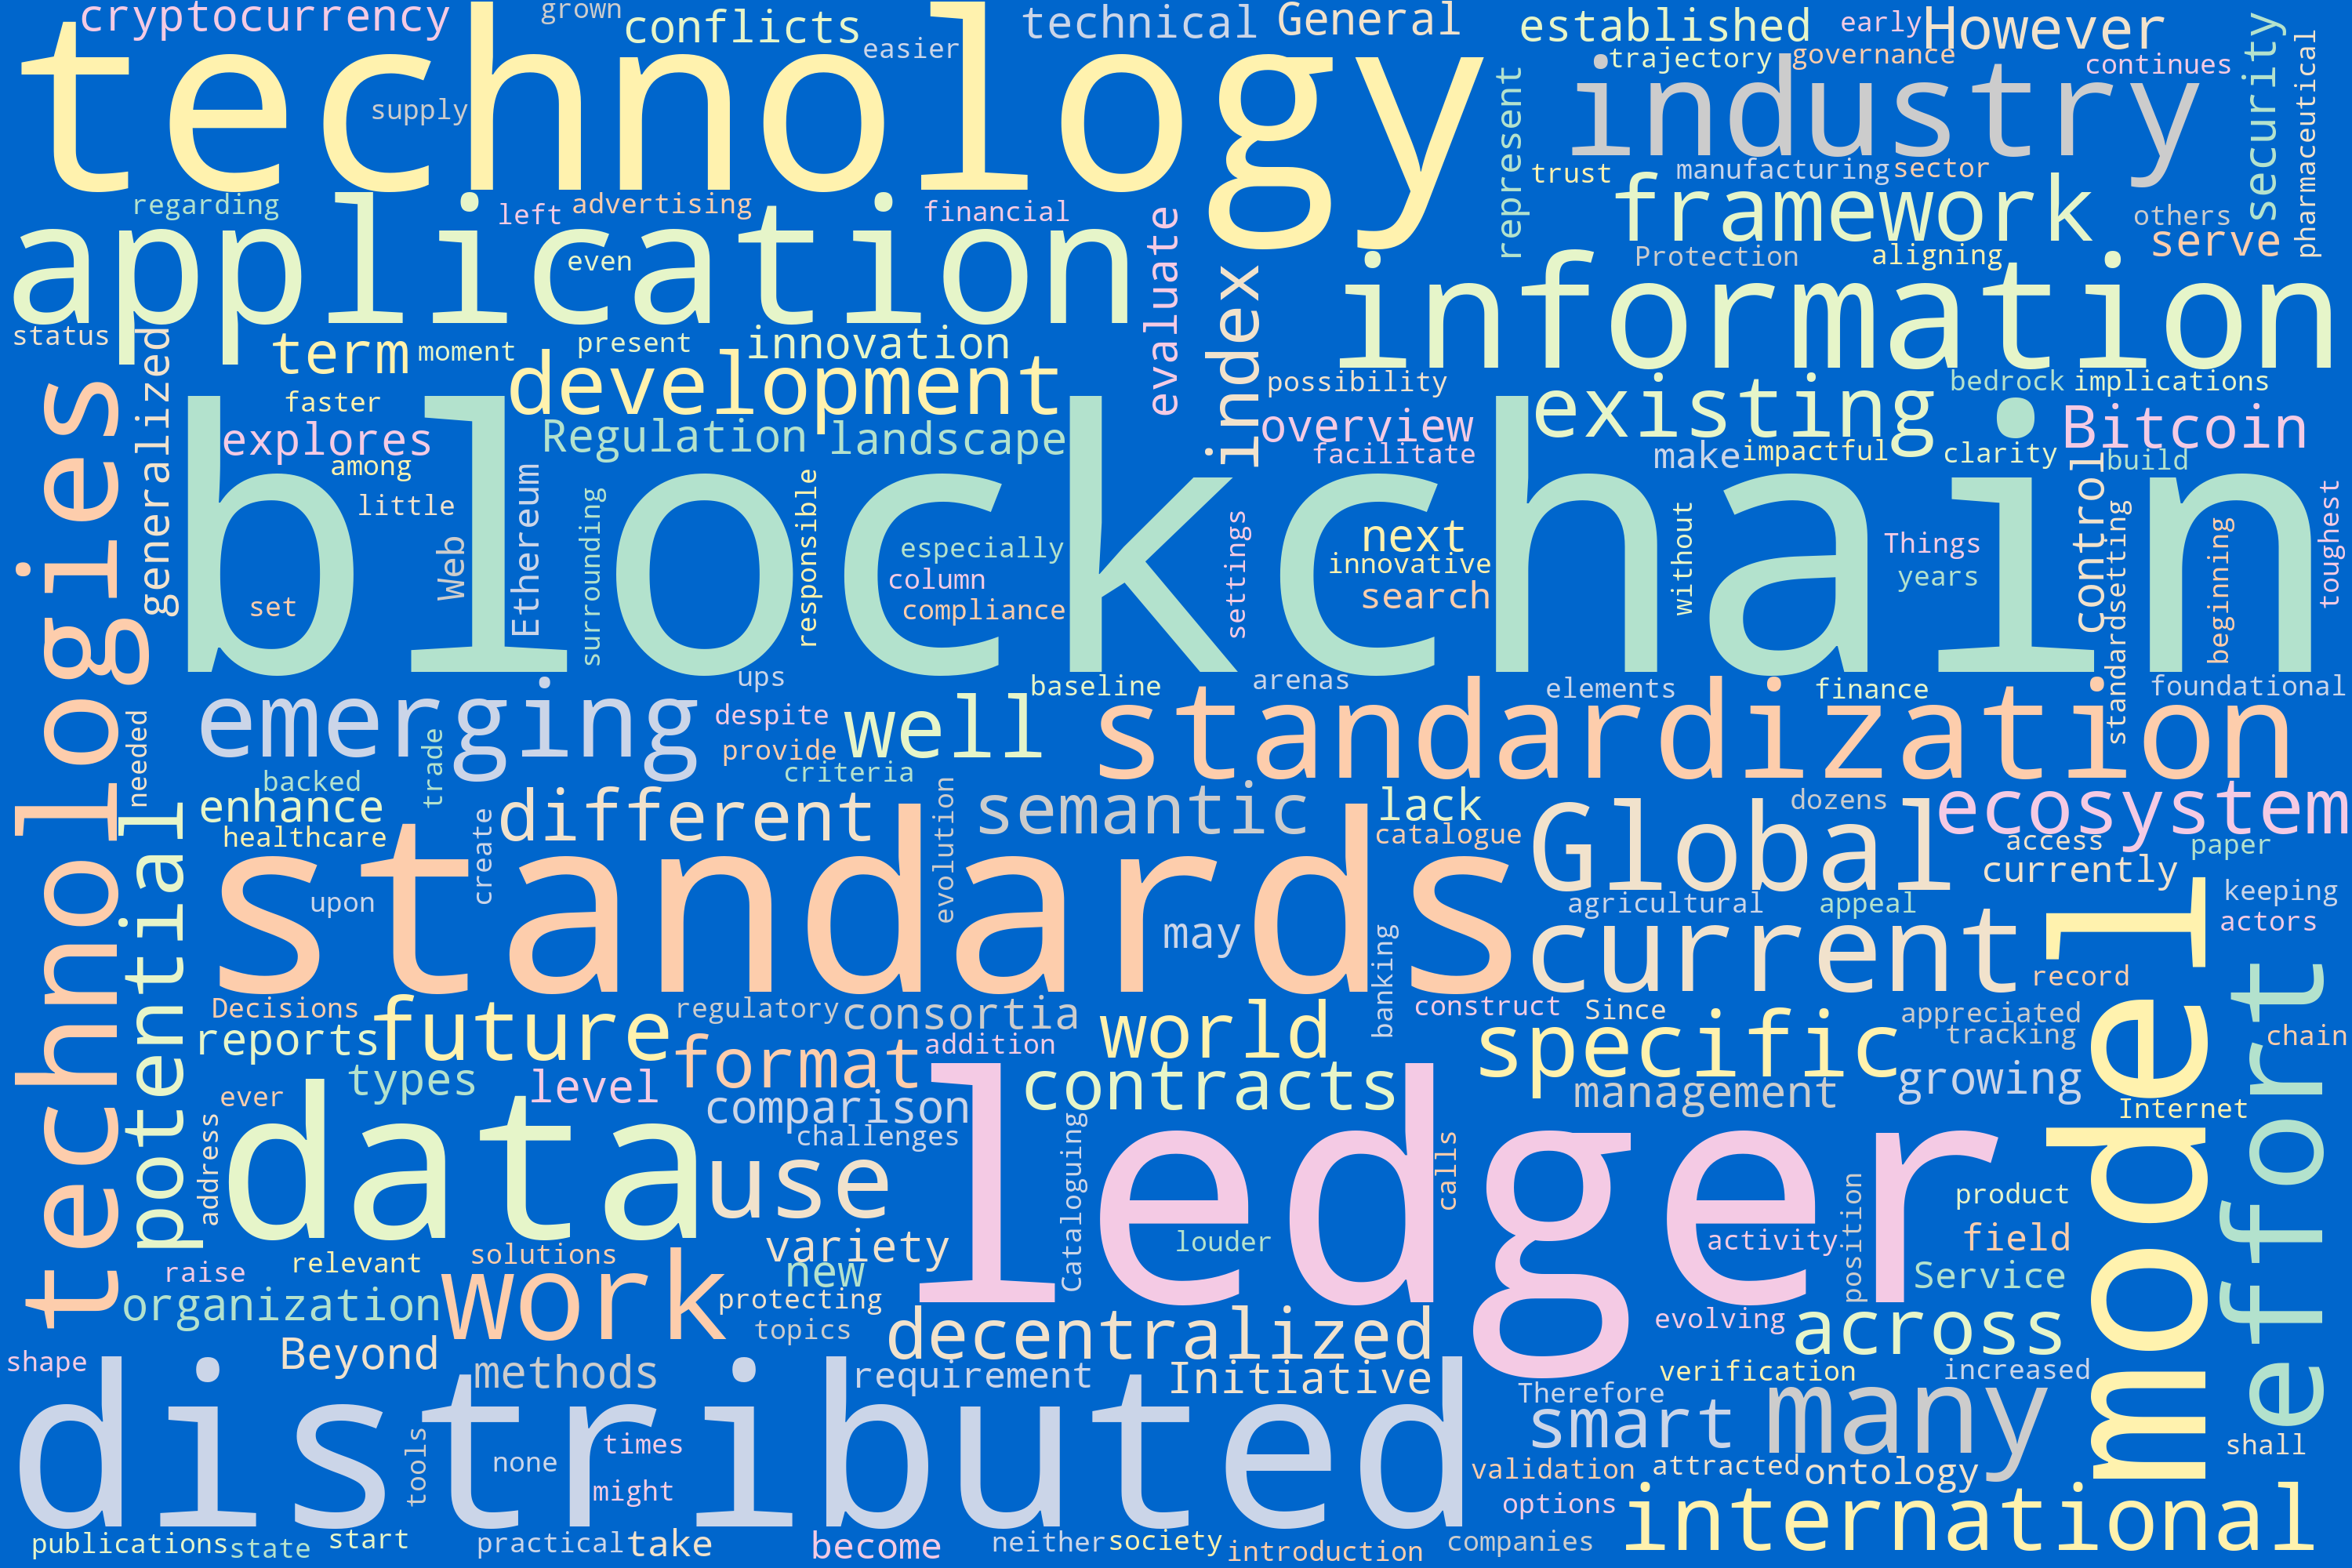 cryptocurrency
grown
conflicts
easier
technical
General
established
early
However
technology
trajectory
governance
continues
security
pharmaceutical
supply
industry
represent
trust
manufacturing
sector
framework
others
serve
regarding
left
advertising
financial
application
even
evaluate
index
Protection
aligning
information
status
generalized
term
moment
present
innovation
development
possibility
existing
bedrock
implications
faster
explores
Regulation
landscape
overview
facilitate
make
impactful
clarity
Bitcoin
build
control
among
little
blockchain
Web
Ethereum
surrounding
responsible
especially
column
compliance
settings
next
innovative
search
without
Things
years
standardsetting
beginning
toughest
set
technologies
emerging
ups
despite
provide
well
baseline
arenas
elements
finance
foundational
standardization
needed
backed
trade
criteria
enhance
healthcare
different
semantic
lack
catalogue
dozens
ecosystem
Global
access
currently
paper
potential
create
evolution
standards
upon
may
banking
agricultural
appeal
current
keeping
actors
record
model
effort
Decisions
reports
future
regulatory
consortia
format
addition
world
construct
Since
specific
appreciated
tracking
chain
types
level
comparison
contracts
management
growing
Internet
ever
address
data
challenges
use
Cataloguing
ledger
calls
louder
activity
position
product
field
Service
relevant
raise
solutions
variety
new
organization
work
protecting
topics
decentralized
evolving
across
shape
Beyond
methods
requirement
Initiative
verification
increased
Therefore
smart
many
distributed
tools
none
times
might
validation
attracted
ontology
shall
options
international
publications
state
start
practical
take
become
neither
society
introduction
companies